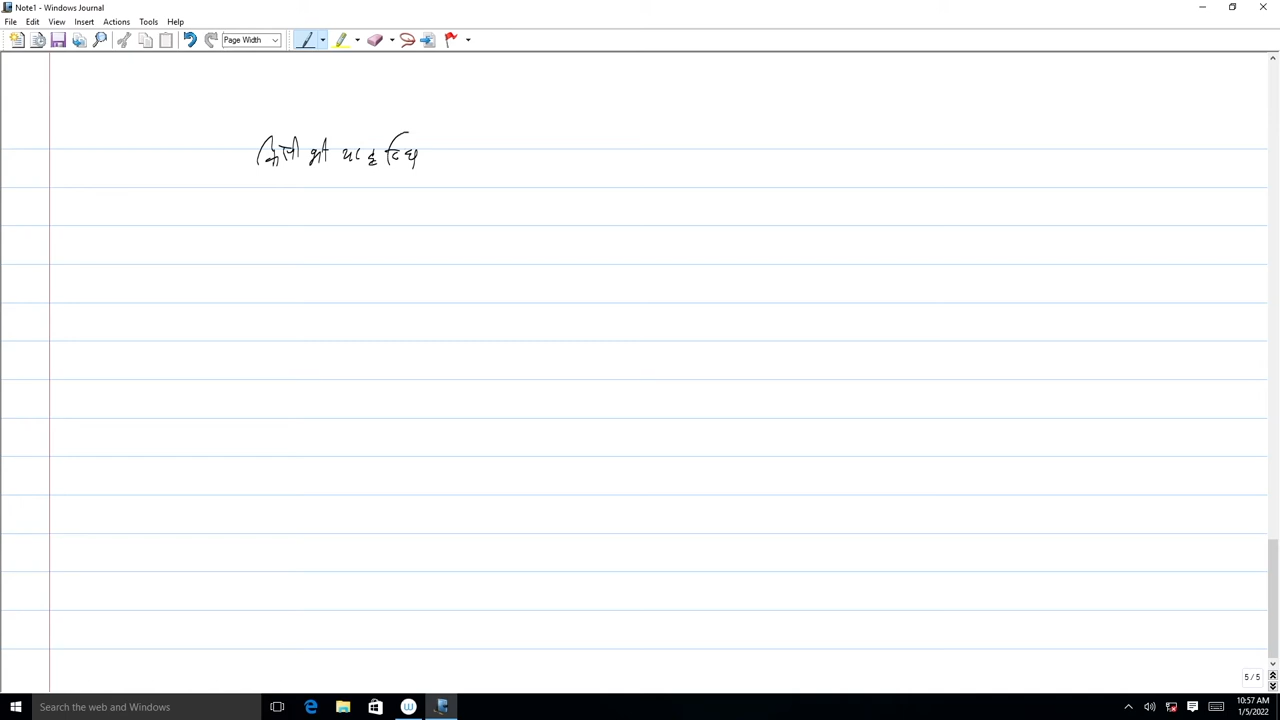 Note1 - Windows Journal
File Edit View Insert Actions Tools Help
Page Width
किसी की
5 / 5
Search the web and Windows
10:57 AM
1/5/2022